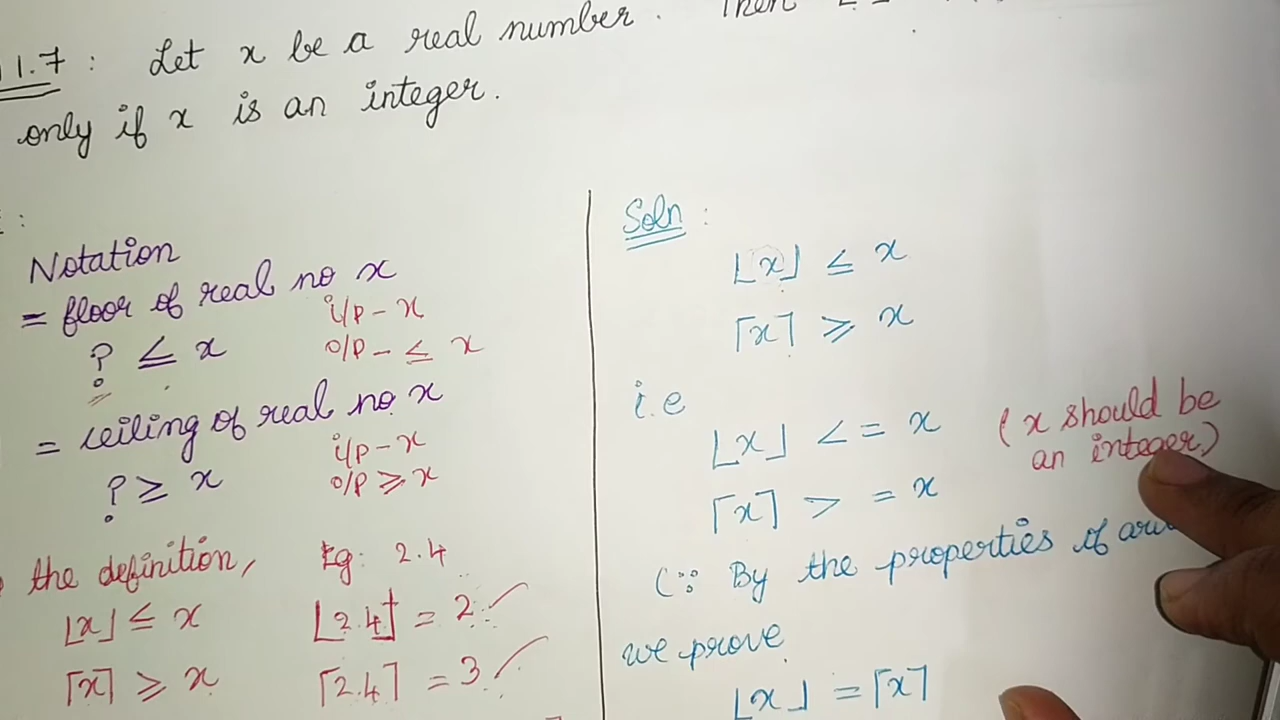 11.7 : Let x be a real number. Then
only if x is an integer.
:
Notation
= floor of real no x
i/p - x
? ≤ x
o/p - ≤ x
= ceiling of real no x
i/p - x
? ≥ x
o/p ≥ x
the definition, Eg: 2.4
⌊x⌋ ≤ x ⌊2.4⌋ = 2 ✓
⌈x⌉ ≥ x ⌈2.4⌉ = 3 ✓
Soln :
⌊x⌋ ≤ x
⌈x⌉ ≥ x
i.e
⌊x⌋ < = x (x should be
an integer)
⌈x⌉ > = x
(∵ By the properties of
we prove
⌊x⌋ = ⌈x⌉